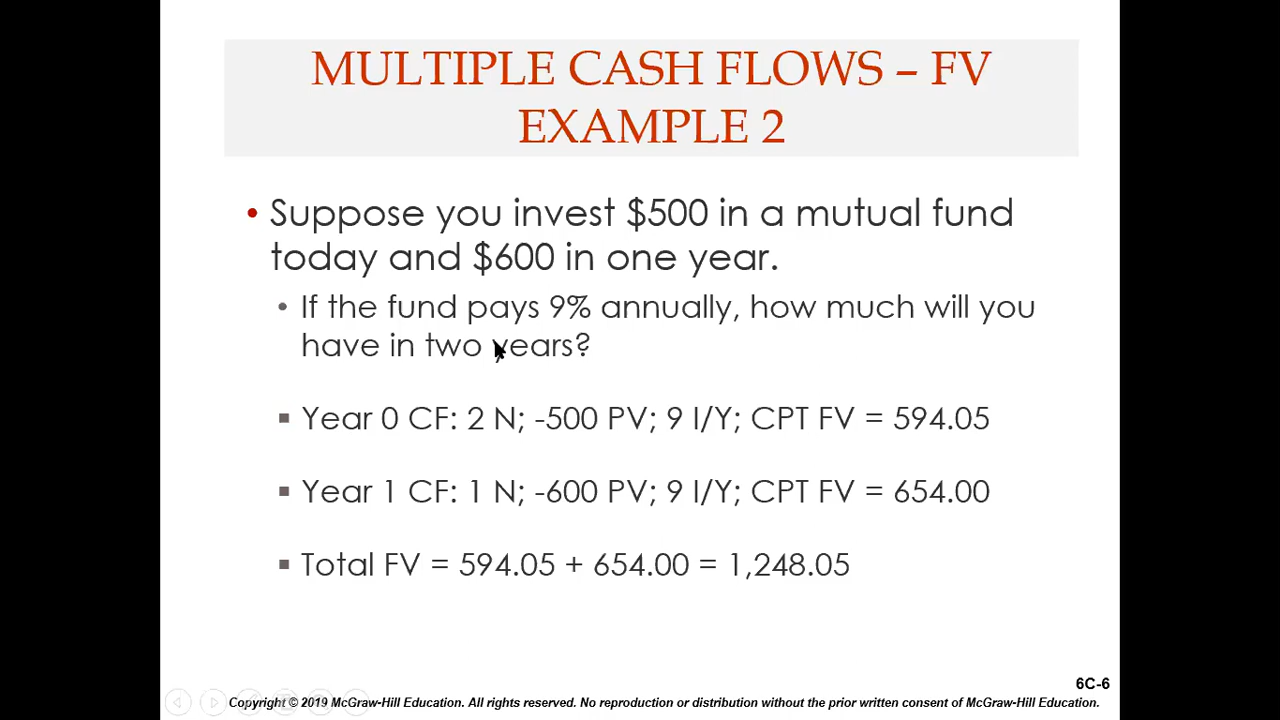 MULTIPLE CASH FLOWS – FV
EXAMPLE 2
• Suppose you invest $500 in a mutual fund
today and $600 in one year.
• If the fund pays 9% annually, how much will you
have in two years?
▪ Year 0 CF: 2 N; -500 PV; 9 I/Y; CPT FV = 594.05
▪ Year 1 CF: 1 N; -600 PV; 9 I/Y; CPT FV = 654.00
▪ Total FV = 594.05 + 654.00 = 1,248.05
6C-6
Copyright © 2019 McGraw-Hill Education. All rights reserved. No reproduction or distribution without the prior written consent of McGraw-Hill Education.